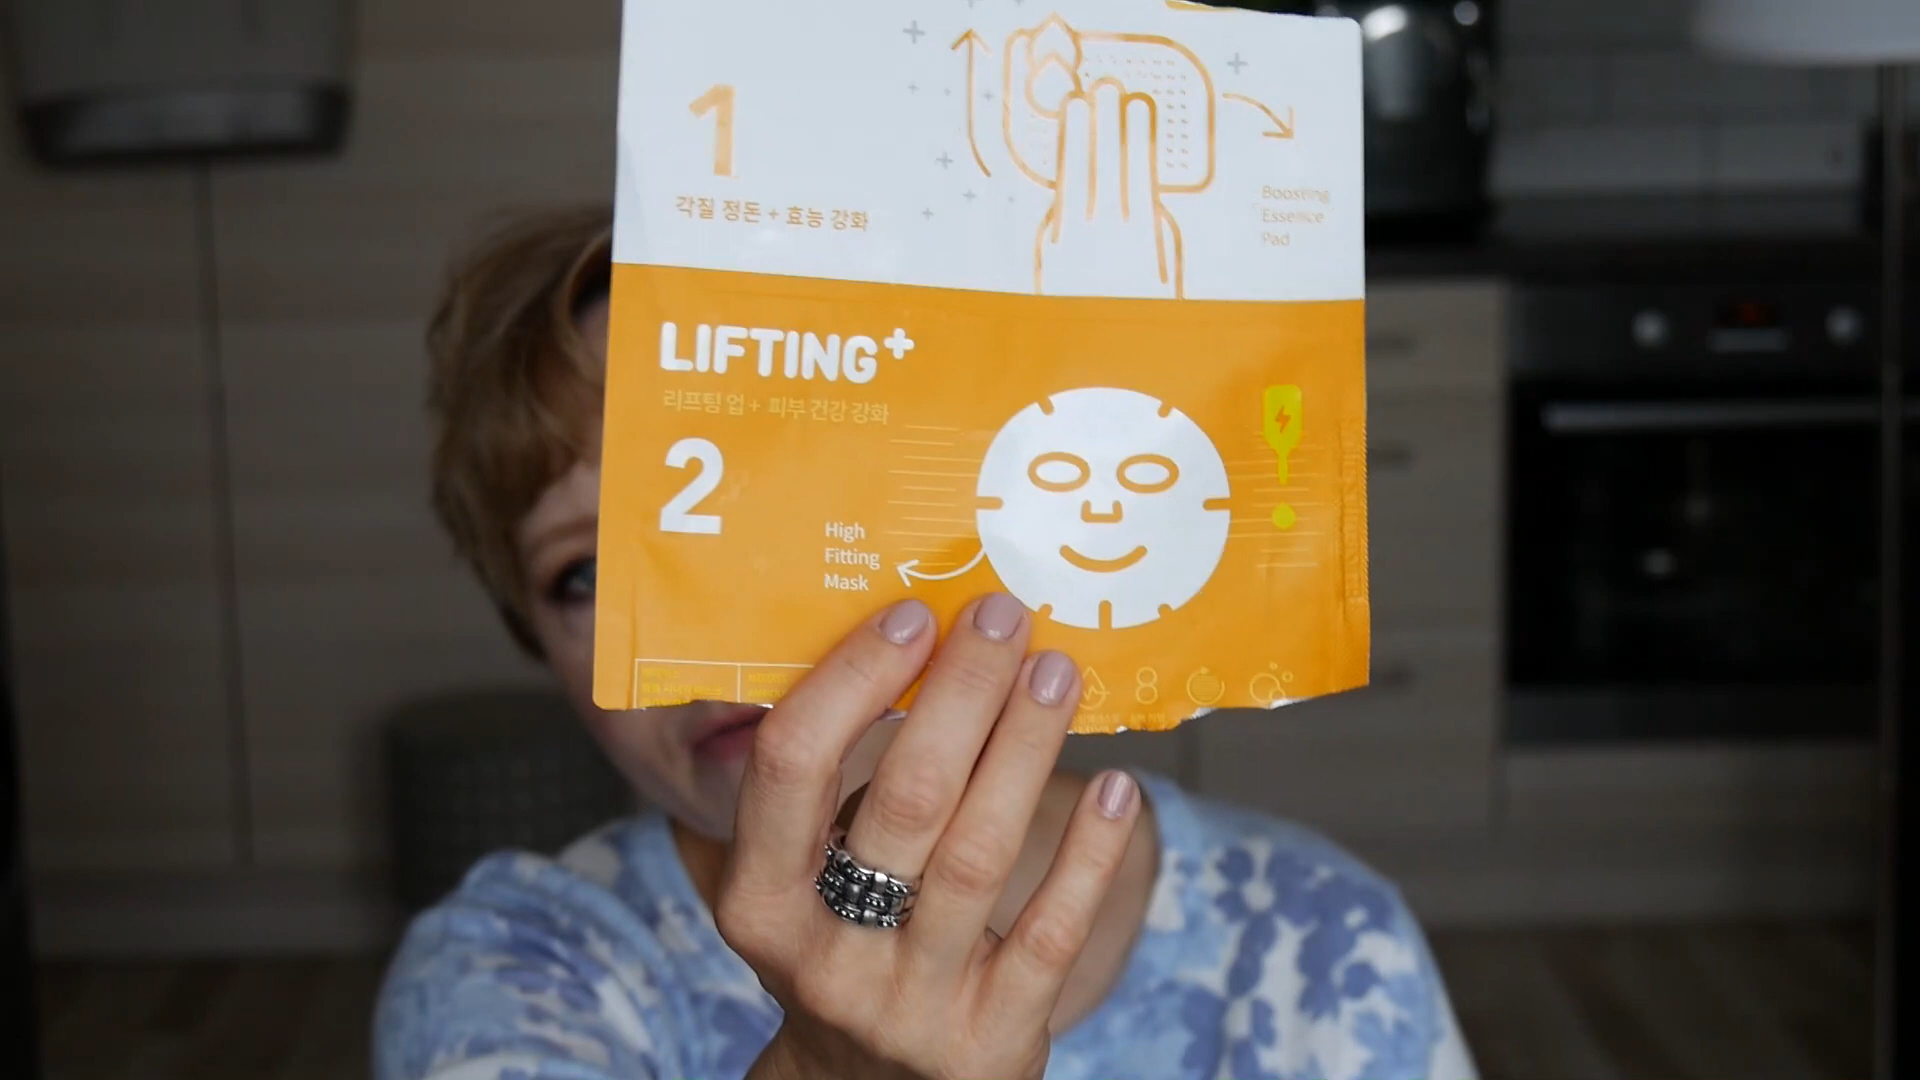 1
각질 정돈 + 효능 강화
Boosting
Essence
Pad
LIFTING+
리프팅 업 + 피부 건강 강화
2
High
Fitting
Mask
8